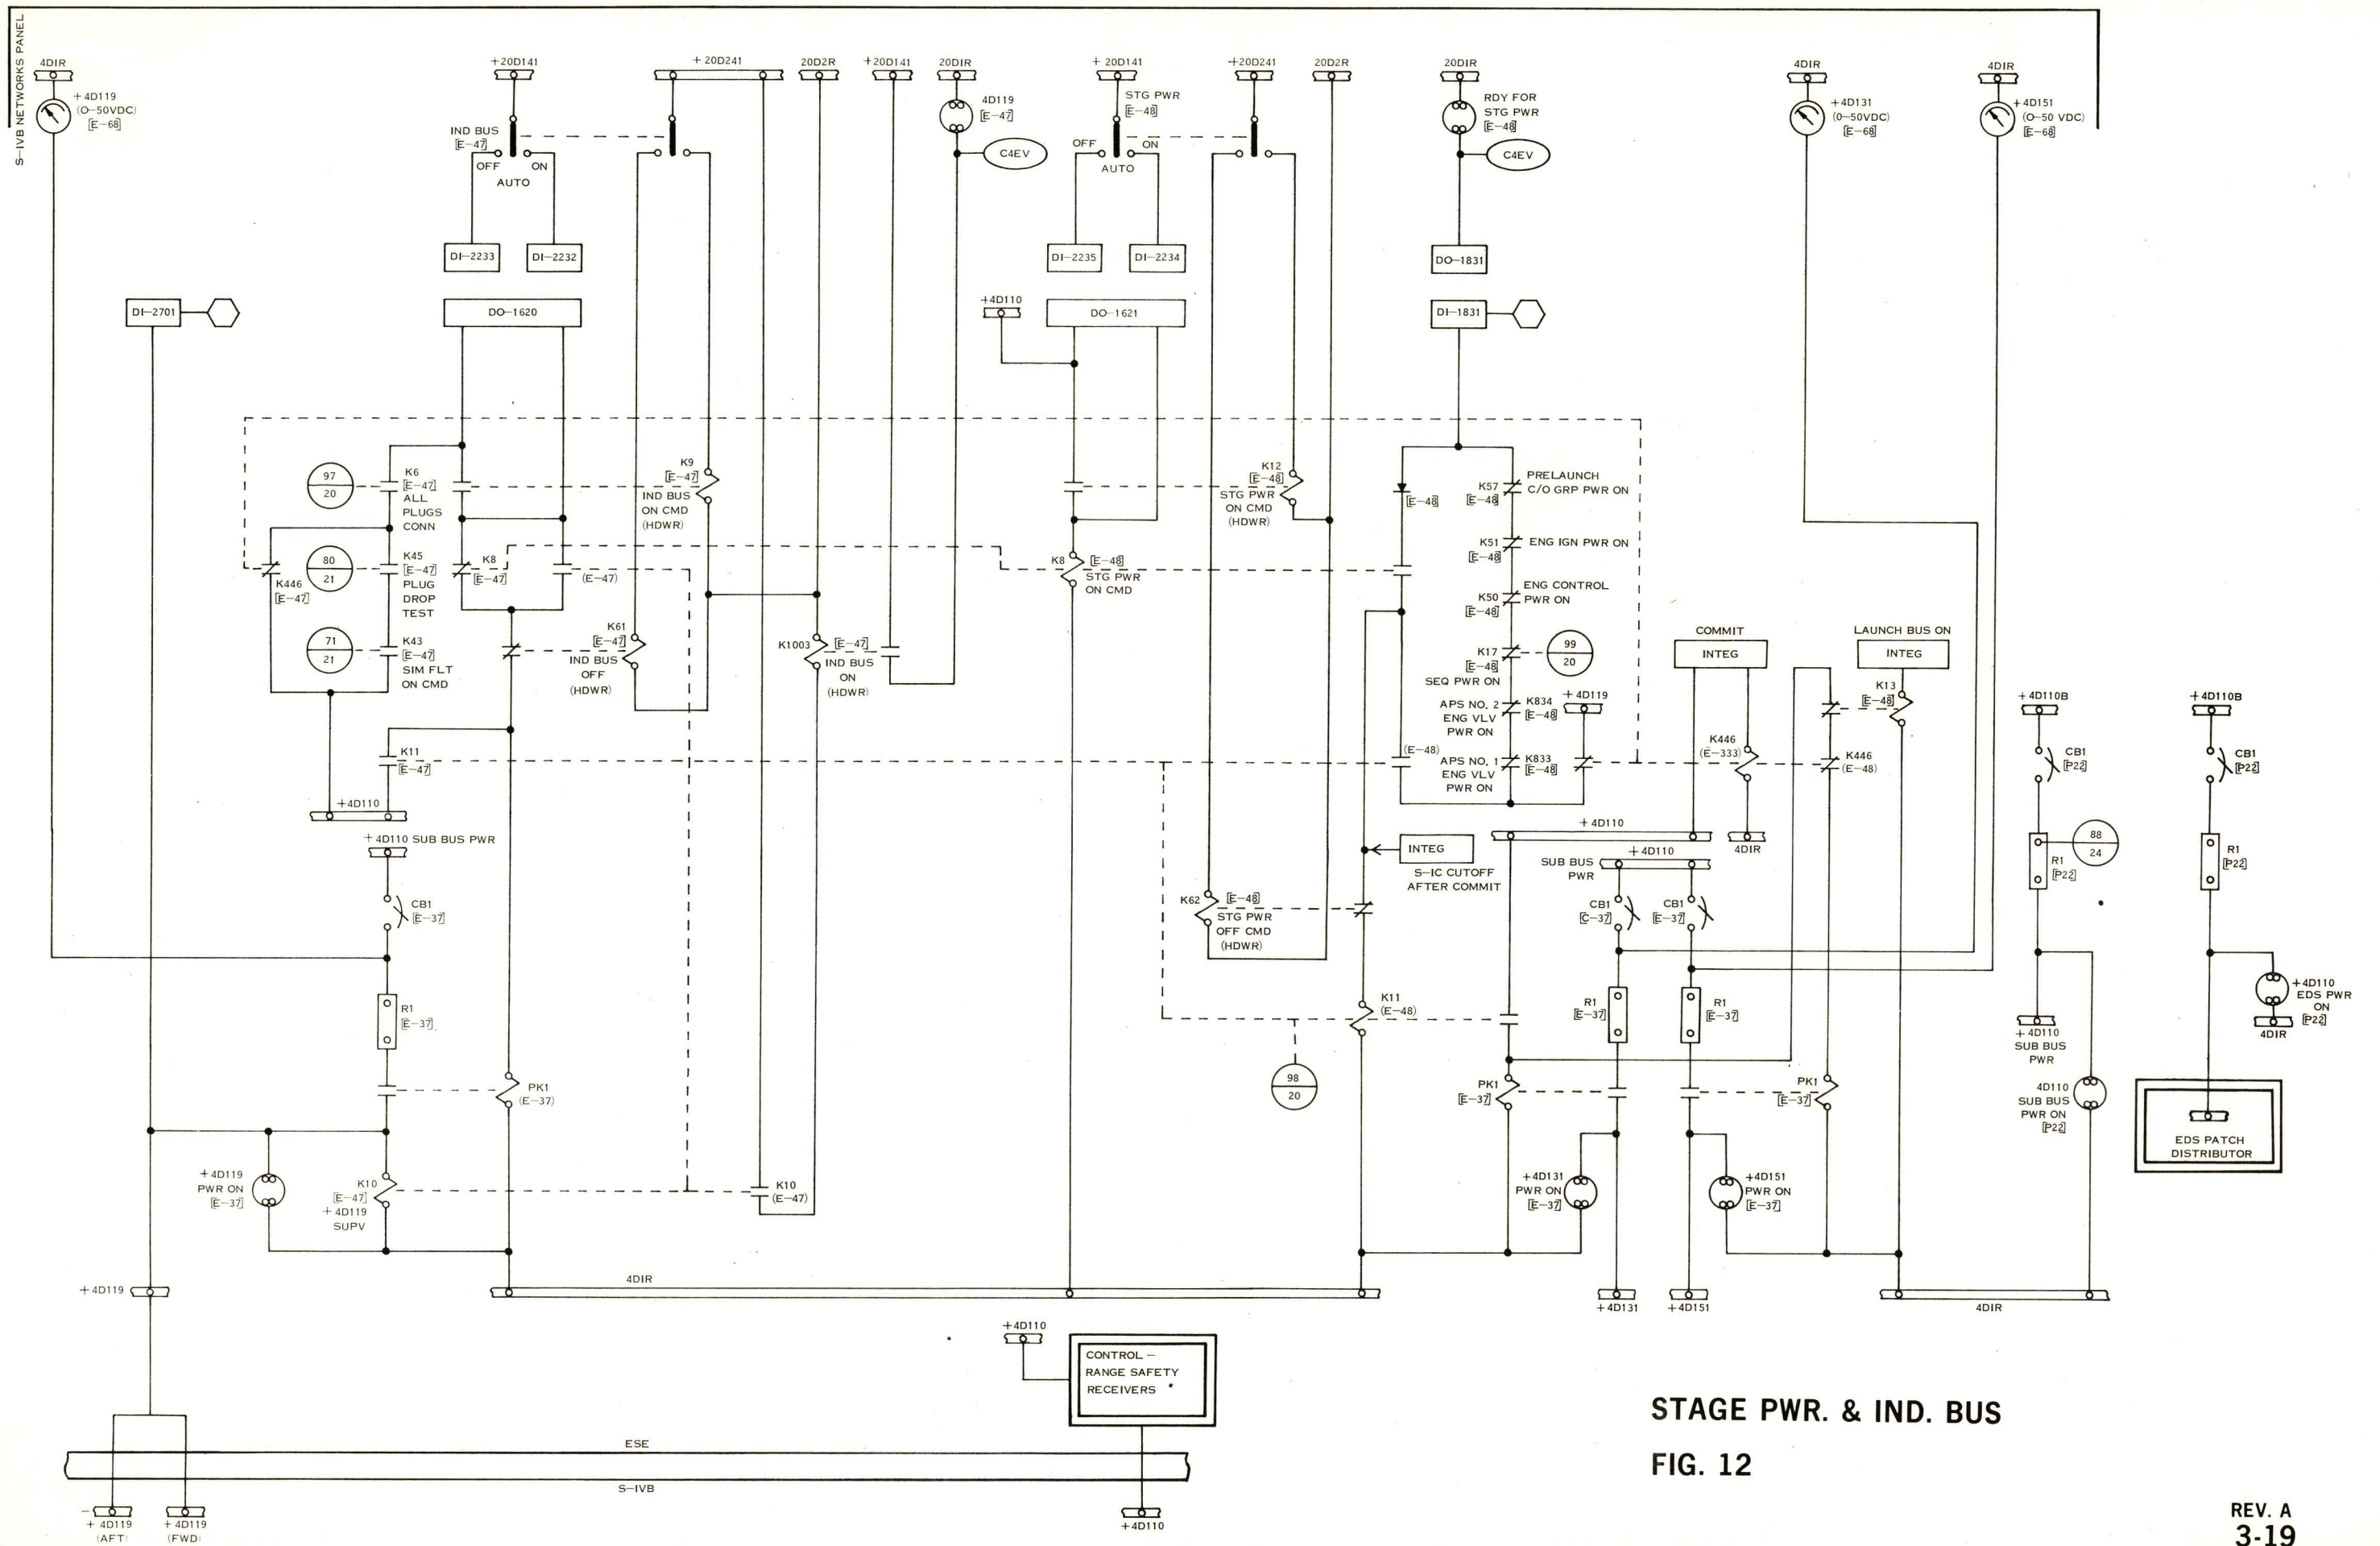 S-IVB NETWORKS PANEL
4DIR
+4D119
(0-50VDC)
[E-68]
+20D141
IND BUS
[E-47]
OFF
ON
AUTO
DI-2233
DI-2232
+20D241
20D2R
+20D141
20DIR
4D119
[E-47]
C4EV
+ 20D141
STG PWR
[E-48]
OFF
ON
AUTO
DI-2235
DI-2234
+20D241
20D2R
20DIR
RDY FOR
STG PWR
[E-48]
C4EV
DO-1831
4DIR
+4D131
(0-50VDC)
[E-68]
4DIR
+4D151
(0-50 VDC)
[E-68]
DI-2701
DO-1620
+4D110
DO-1621
DI-1831
97
20
K6
[E-47]
ALL
PLUGS
CONN
80
21
K45
[E-47]
PLUG
DROP
TEST
K446
[E-47]
71
21
K43
[E-47]
SIM FLT
ON CMD
K8
[E-47]
(E-47)
K9
[E-47]
IND BUS
ON CMD
(HDWR)
K61
[E-47]
IND BUS
OFF
(HDWR)
K1003
[E-47]
IND BUS
ON
(HDWR)
K8
[E-48]
STG PWR
ON CMD
K12
[E-48]
STG PWR
ON CMD
(HDWR)
[E-48]
K57
[E-48]
PRELAUNCH
C/O GRP PWR ON
K51
[E-48]
ENG IGN PWR ON
K50
[E-48]
ENG CONTROL
PWR ON
K17
[E-48]
SEQ PWR ON
99
20
APS NO. 2
ENG VLV
PWR ON
K834
[E-48]
+4D119
(E-48)
APS NO. 1
ENG VLV
PWR ON
K833
[E-48]
COMMIT
INTEG
LAUNCH BUS ON
INTEG
K13
[E-48]
K446
(E-333)
K446
(E-48)
K11
[E-47]
+4D110
+ 4D110 SUB BUS PWR
CB1
[E-37]
R1
[E-37]
PK1
(E-37)
+ 4D119
PWR ON
[E-37]
K10
[E-47]
+ 4D119
SUPV
K10
(E-47)
K62
[E-48]
STG PWR
OFF CMD
(HDWR)
INTEG
S-IC CUTOFF
AFTER COMMIT
K11
(E-48)
98
20
+ 4D110
4DIR
SUB BUS
PWR
+ 4D110
CB1
[C-37]
CB1
[E-37]
R1
[E-37]
R1
[E-37]
PK1
[E-37]
PK1
[E-37]
+4D131
PWR ON
[E-37]
+4D151
PWR ON
[E-37]
+4D131
+4D151
+ 4D110B
CB1
[P22]
88
24
R1
[P22]
+ 4D110
SUB BUS
PWR
4D110
SUB BUS
PWR ON
[P22]
+ 4D110B
CB1
[P22]
R1
[P22]
+4D110
EDS PWR
ON
[P22]
4DIR
EDS PATCH
DISTRIBUTOR
+4D119
4DIR
4DIR
+4D110
CONTROL -
RANGE SAFETY
RECEIVERS
ESE
S-IVB
+ 4D119
(AFT)
+ 4D119
(FWD)
+4D110
STAGE PWR. & IND. BUS
FIG. 12
REV. A
3-19